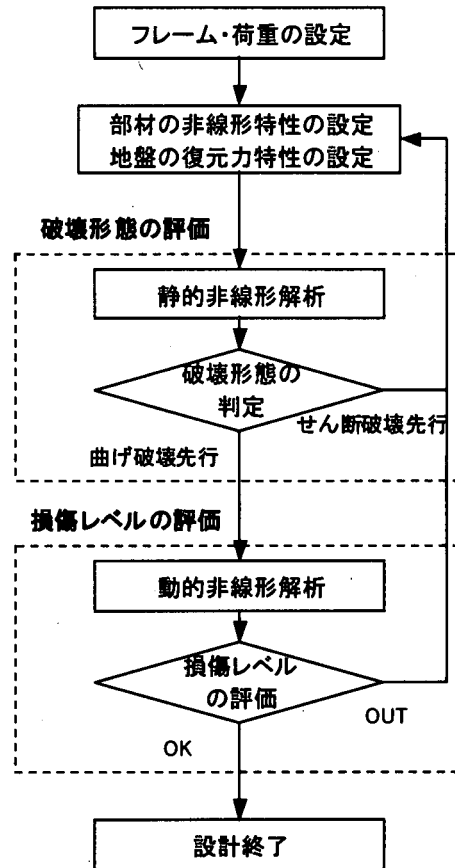 フレーム・荷重の設定
部材の非線形特性の設定
地盤の復元力特性の設定
破壊形態の評価
静的非線形解析
破壊形態の
判定
せん断破壊先行
曲げ破壊先行
損傷レベルの評価
動的非線形解析
損傷レベル
の評価
OUT
OK
設計終了